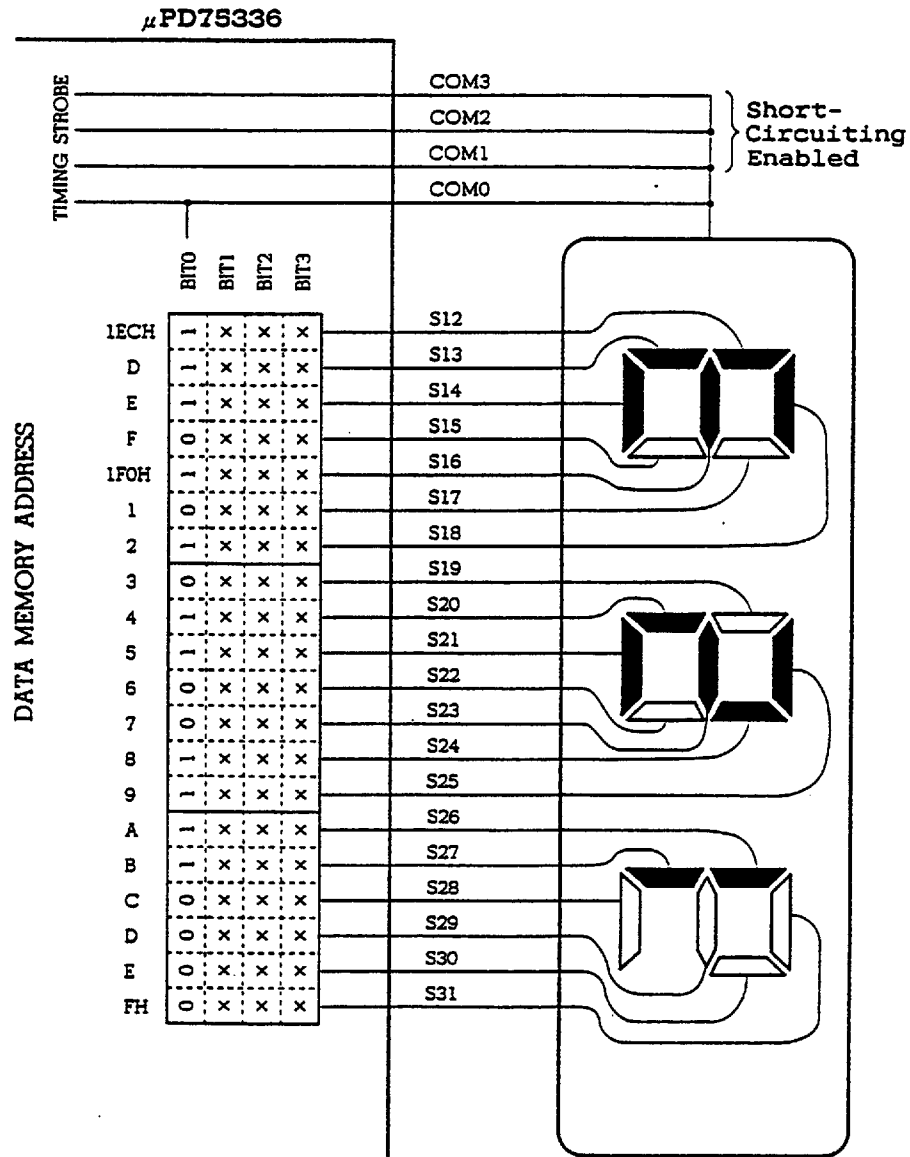 μPD75336
TIMING STROBE
COM3
COM2
COM1
COM0
Short-
Circuiting
Enabled
BIT0
BIT1
BIT2
BIT3
DATA MEMORY ADDRESS
1ECH 1 × × × S12
D 1 × × × S13
E 1 × × × S14
F 0 × × × S15
1F0H 1 × × × S16
1 0 × × × S17
2 1 × × × S18
3 0 × × × S19
4 1 × × × S20
5 1 × × × S21
6 0 × × × S22
7 0 × × × S23
8 1 × × × S24
9 1 × × × S25
A 1 × × × S26
B 1 × × × S27
C 0 × × × S28
D 0 × × × S29
E 0 × × × S30
FH 0 × × × S31